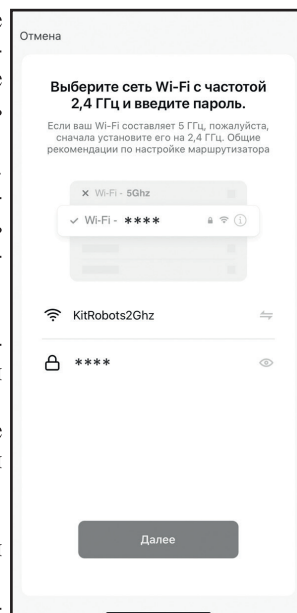 Отмена
Выберите сеть Wi-Fi с частотой
2,4 ГГц и введите пароль.
Если ваш Wi-Fi составляет 5 ГГц, пожалуйста,
сначала установите его на 2,4 ГГц. Общие
рекомендации по настройке маршрутизатора
× Wi-Fi - 5Ghz
✓ Wi-Fi - ****
KitRobots2Ghz
****
Далее